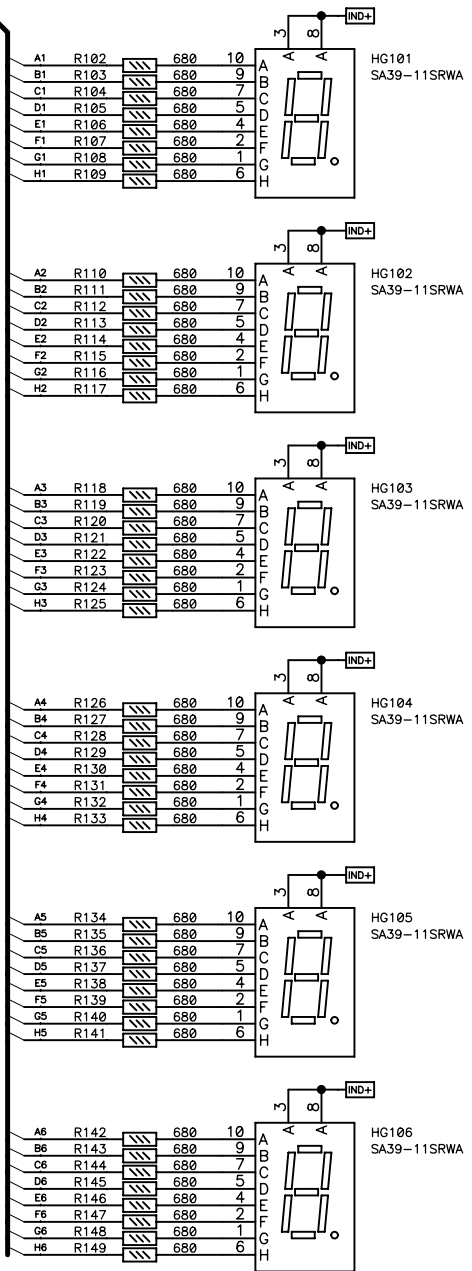 3 8 IND+
A A
HG101
SA39-11SRWA
A1 R102 680 10 A
B1 R103 680 9 B
C1 R104 680 7 C
D1 R105 680 5 D
E1 R106 680 4 E
F1 R107 680 2 F
G1 R108 680 1 G
H1 R109 680 6 H
3 8 IND+
A A
HG102
SA39-11SRWA
A2 R110 680 10 A
B2 R111 680 9 B
C2 R112 680 7 C
D2 R113 680 5 D
E2 R114 680 4 E
F2 R115 680 2 F
G2 R116 680 1 G
H2 R117 680 6 H
3 8 IND+
A A
HG103
SA39-11SRWA
A3 R118 680 10 A
B3 R119 680 9 B
C3 R120 680 7 C
D3 R121 680 5 D
E3 R122 680 4 E
F3 R123 680 2 F
G3 R124 680 1 G
H3 R125 680 6 H
3 8 IND+
A A
HG104
SA39-11SRWA
A4 R126 680 10 A
B4 R127 680 9 B
C4 R128 680 7 C
D4 R129 680 5 D
E4 R130 680 4 E
F4 R131 680 2 F
G4 R132 680 1 G
H4 R133 680 6 H
3 8 IND+
A A
HG105
SA39-11SRWA
A5 R134 680 10 A
B5 R135 680 9 B
C5 R136 680 7 C
D5 R137 680 5 D
E5 R138 680 4 E
F5 R139 680 2 F
G5 R140 680 1 G
H5 R141 680 6 H
3 8 IND+
A A
HG106
SA39-11SRWA
A6 R142 680 10 A
B6 R143 680 9 B
C6 R144 680 7 C
D6 R145 680 5 D
E6 R146 680 4 E
F6 R147 680 2 F
G6 R148 680 1 G
H6 R149 680 6 H